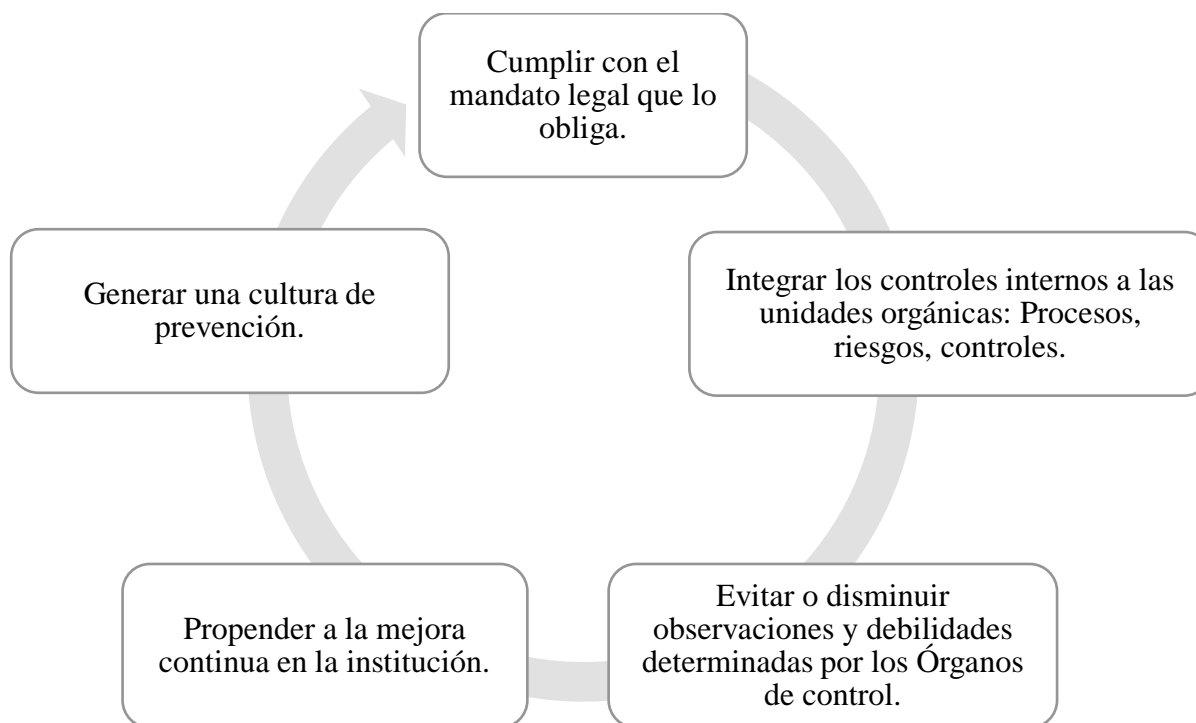 Cumplir con el
mandato legal que lo
obliga.
Integrar los controles internos a las
unidades orgánicas: Procesos,
riesgos, controles.
Evitar o disminuir
observaciones y debilidades
determinadas por los Órganos
de control.
Propender a la mejora
continua en la institución.
Generar una cultura de
prevención.